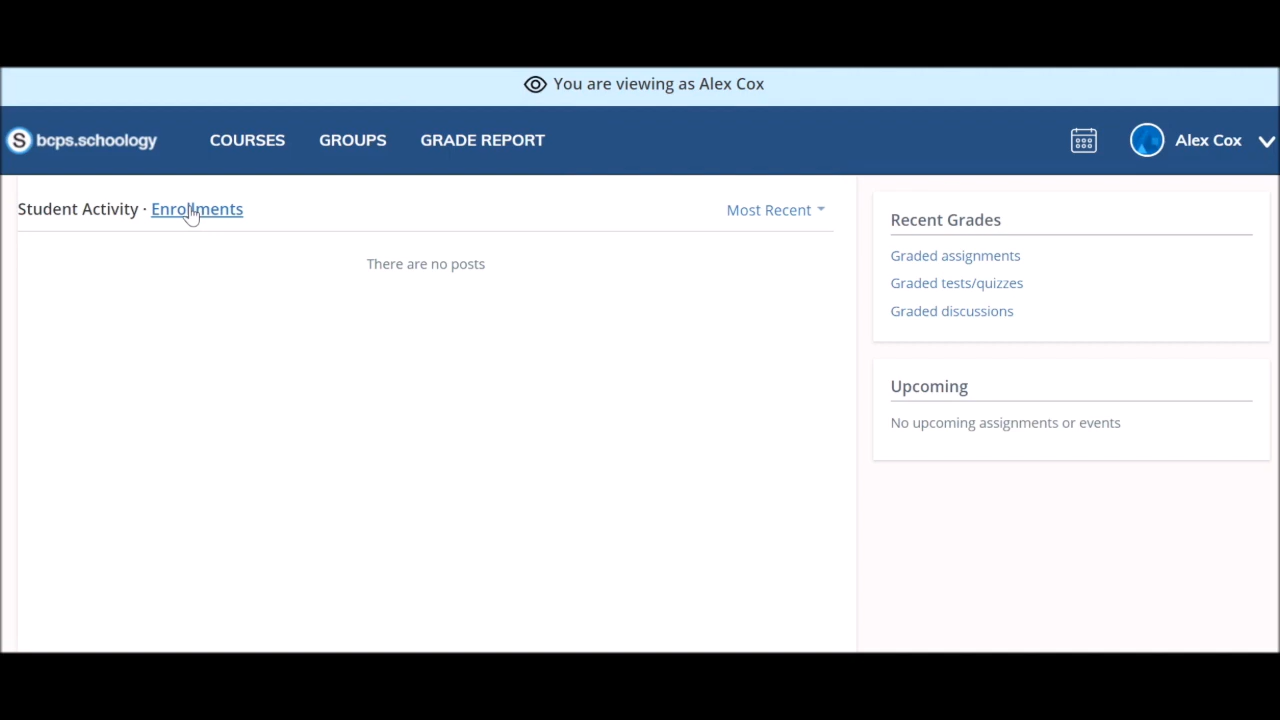 You are viewing as Alex Cox
S bcps.schoology COURSES GROUPS GRADE REPORT Alex Cox
Student Activity · Enrollments Most Recent
There are no posts
Recent Grades
Graded assignments
Graded tests/quizzes
Graded discussions
Upcoming
No upcoming assignments or events